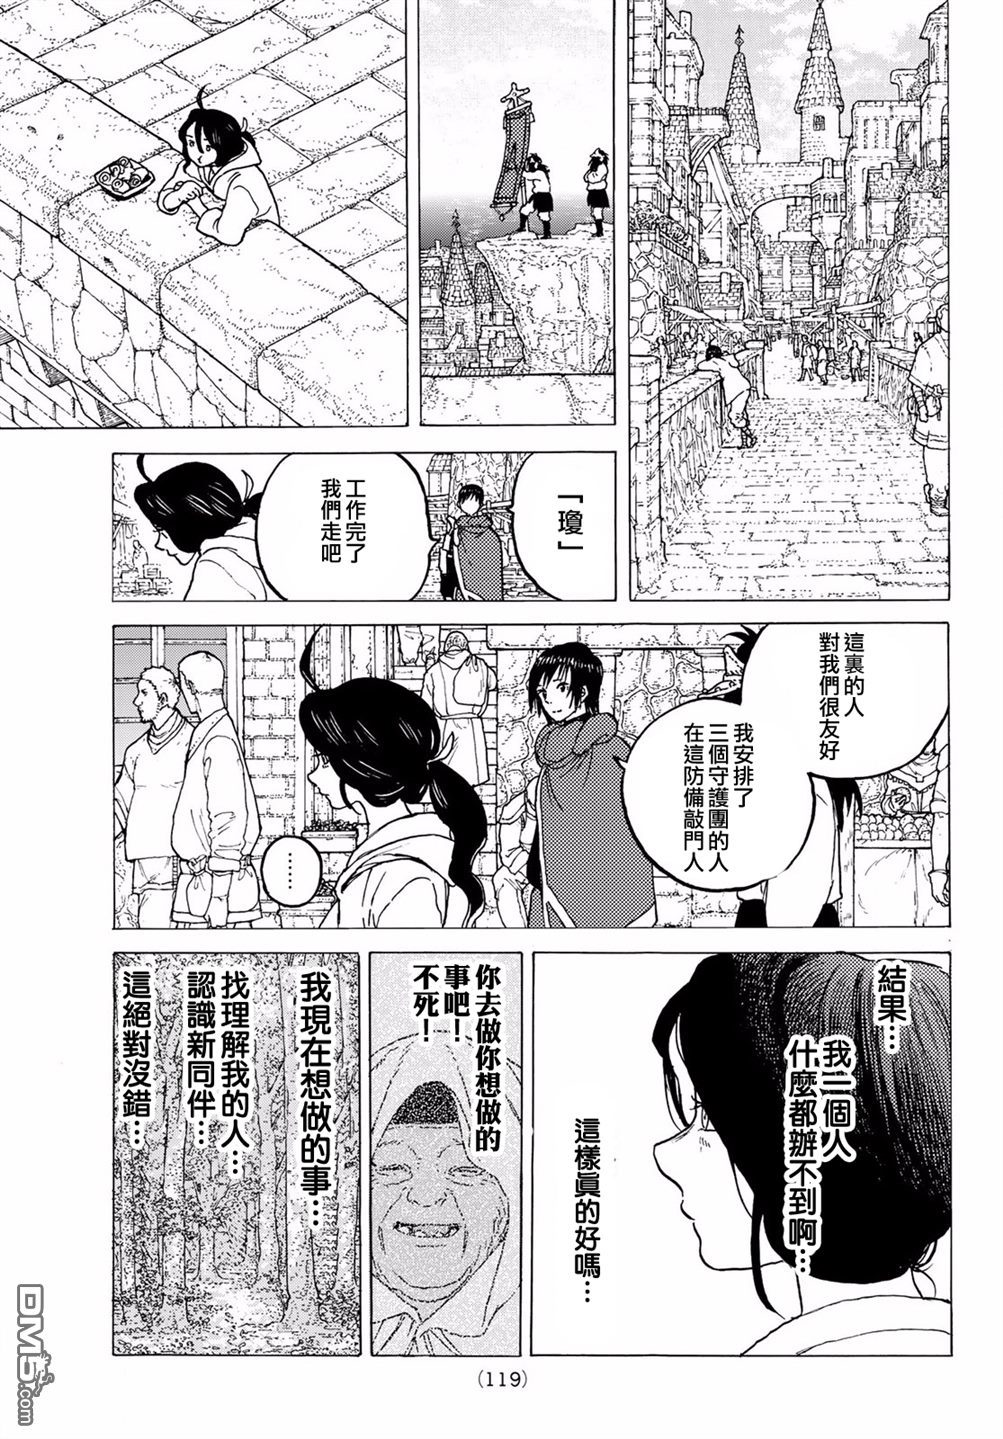 「瓊」
工作完了
我們走吧
這裏的人
對我們很友好
我安排了
三個守護團的人
在這防備敲門人
…
結果…
我一個人
什麼都辦不到啊…
這樣真的好嗎…
你去做你想做的
事吧！
不死！
我現在想做的事…
找理解我的人…
認識新同伴…
這絕對沒錯…
(119)
DM5.com